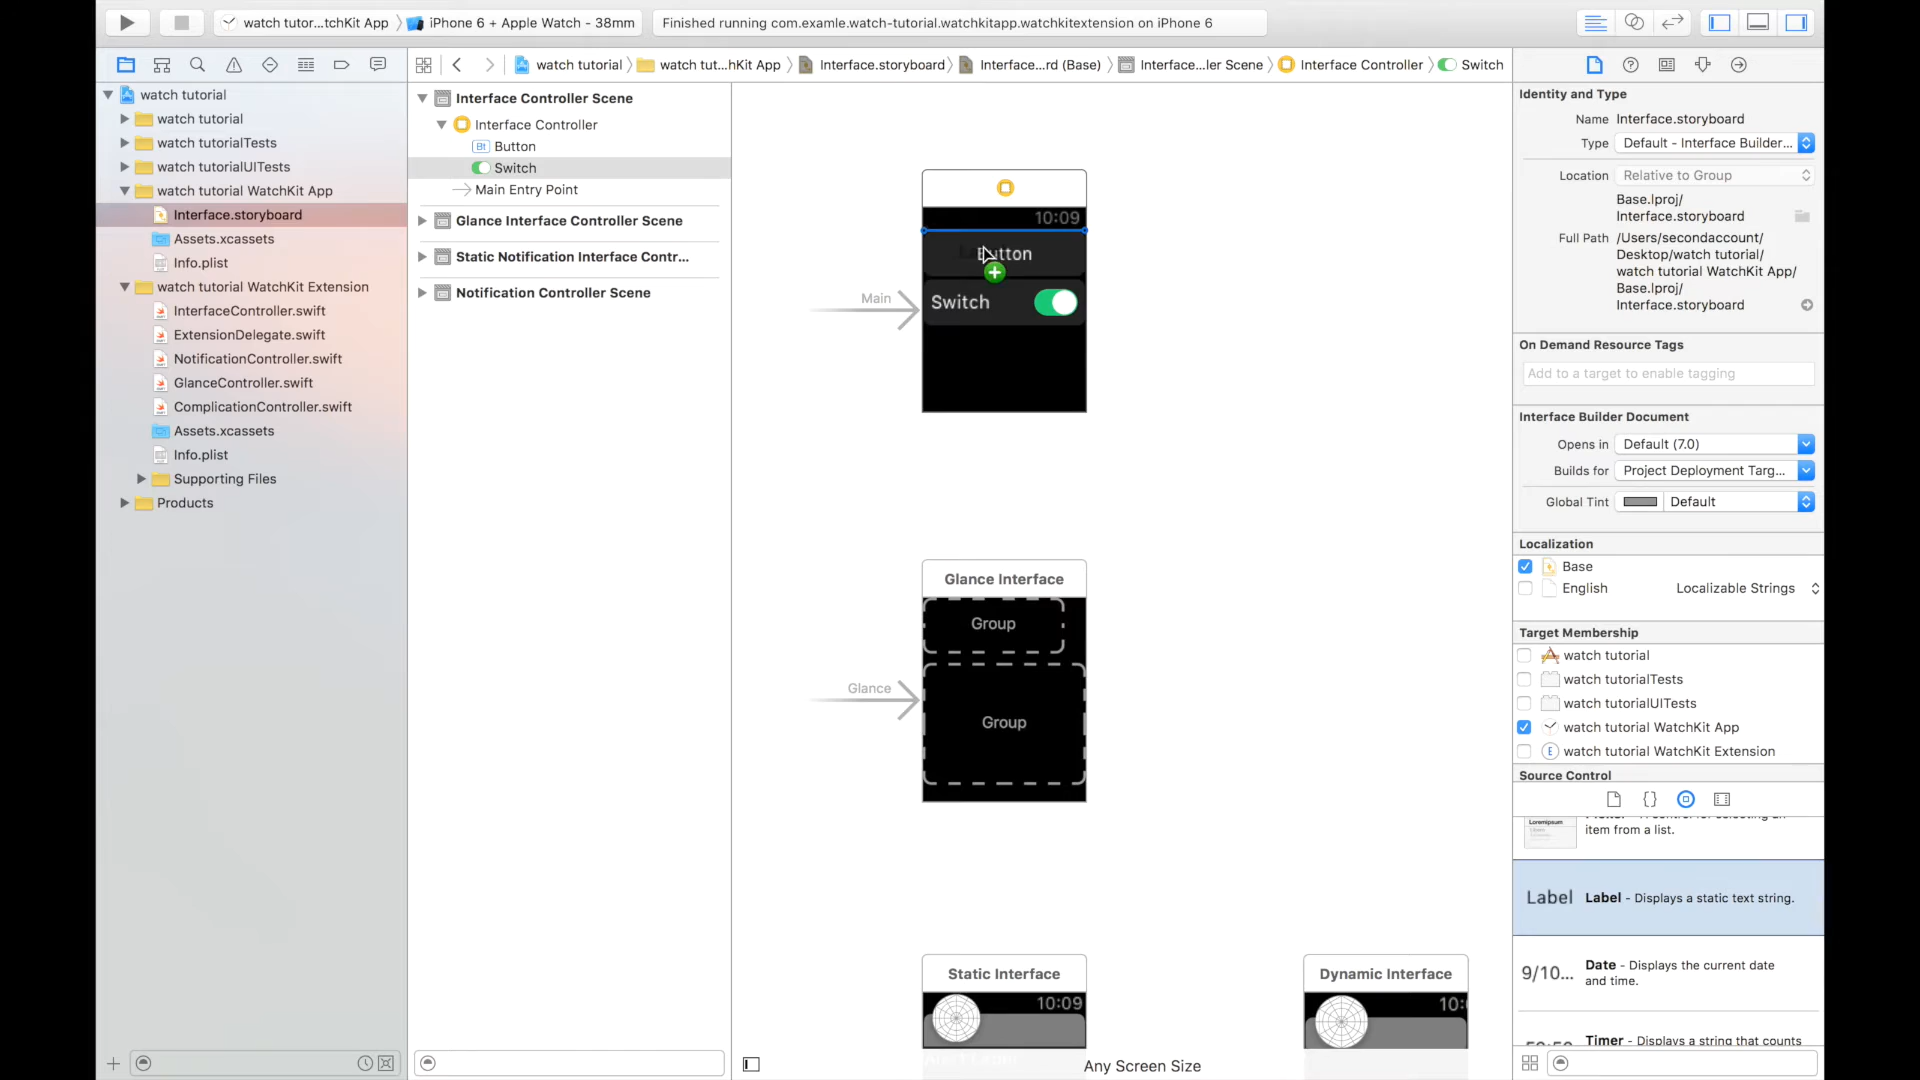 watch tutor...tchKit App
iPhone 6 + Apple Watch - 38mm
Finished running com.examle.watch-tutorial.watchkitapp.watchkitextension on iPhone 6
watch tutorial
watch tut...hKit App
Interface.storyboard
Interface...rd (Base)
Interface...ler Scene
Interface Controller
Switch
watch tutorial
watch tutorial
watch tutorialTests
watch tutorialUITests
watch tutorial WatchKit App
Interface.storyboard
Assets.xcassets
Info.plist
watch tutorial WatchKit Extension
InterfaceController.swift
ExtensionDelegate.swift
NotificationController.swift
GlanceController.swift
ComplicationController.swift
Assets.xcassets
Info.plist
Supporting Files
Products
Interface Controller Scene
Interface Controller
Bt Button
Switch
Main Entry Point
Glance Interface Controller Scene
Static Notification Interface Contr...
Notification Controller Scene
10:09
Button
Main
Switch
Glance Interface
Group
Glance
Group
Static Interface
10:09
Dynamic Interface
Any Screen Size
Identity and Type
Name Interface.storyboard
Type Default - Interface Builder...
Location Relative to Group
Base.lproj/
Interface.storyboard
Full Path /Users/secondaccount/
Desktop/watch tutorial/
watch tutorial WatchKit App/
Base.lproj/
Interface.storyboard
On Demand Resource Tags
Add to a target to enable tagging
Interface Builder Document
Opens in Default (7.0)
Builds for Project Deployment Targ...
Global Tint Default
Localization
Base
English Localizable Strings
Target Membership
watch tutorial
watch tutorialTests
watch tutorialUITests
watch tutorial WatchKit App
E watch tutorial WatchKit Extension
Source Control
item from a list.
Label Label - Displays a static text string.
9/10... Date - Displays the current date
and time.
Timer - Displays a string that counts